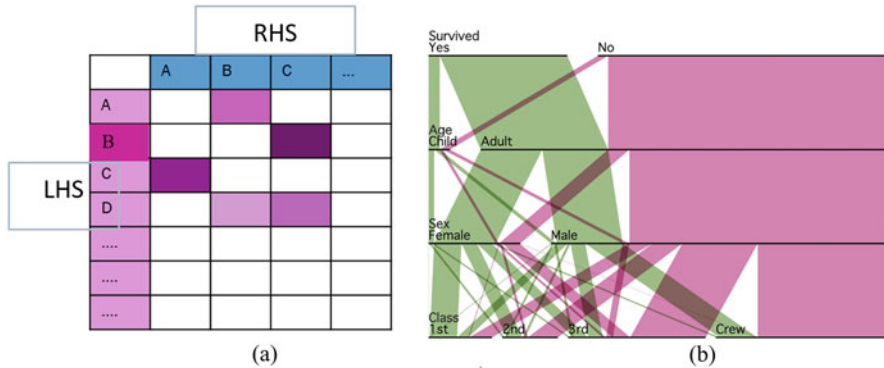 RHS
A B C ...
A
B
C
LHS
D
....
....
....
(a)
Survived
Yes No
Age
Child Adult
Sex
Female Male
Class
1st 2nd 3rd Crew
(b)